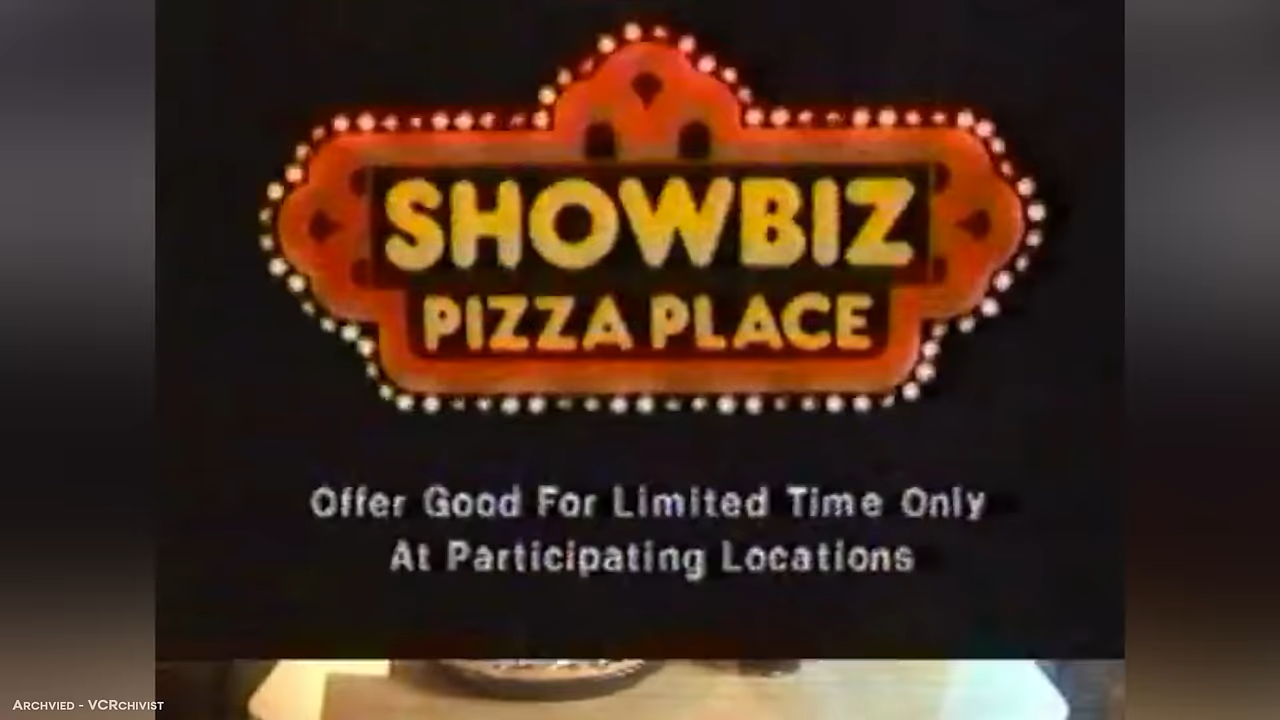 SHOWBIZ
PIZZA PLACE
Offer Good For Limited Time Only
At Participating Locations
ARCHVIED - VCRCHIVIST